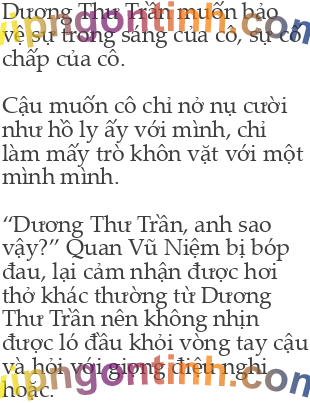 Dương Thư Trần muốn bảo
vệ sự trong sáng của cô, sự cố
chấp của cô.
Cậu muốn cô chỉ nở nụ cười
như hồ ly ấy với mình, chỉ
làm mấy trò khôn vặt với một
mình mình.
“Dương Thư Trần, anh sao
vậy?” Quan Vũ Niệm bị bóp
đau, lại cảm nhận được hơi
thở khác thường từ Dương
Thư Trần nên không nhịn
được ló đầu khỏi vòng tay cậu
và hỏi với giọng điệu nghi
hoặc.
vipngontinh.com
vipngontinh.com